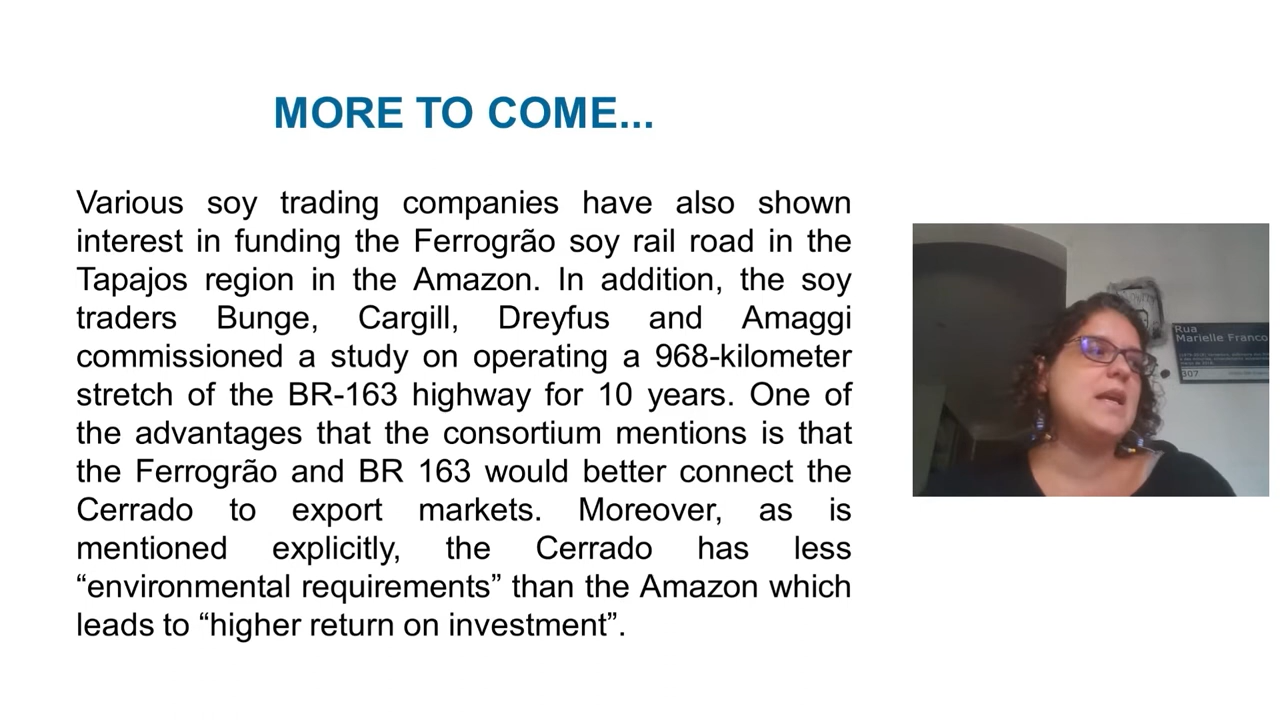 MORE TO COME...
Various soy trading companies have also shown
interest in funding the Ferrogrão soy rail road in the
Tapajos region in the Amazon. In addition, the soy
traders Bunge, Cargill, Dreyfus and Amaggi
commissioned a study on operating a 968-kilometer
stretch of the BR-163 highway for 10 years. One of
the advantages that the consortium mentions is that
the Ferrogrão and BR 163 would better connect the
Cerrado to export markets. Moreover, as is
mentioned explicitly, the Cerrado has less
“environmental requirements” than the Amazon which
leads to “higher return on investment”.
Rua
Marielle Franco
307